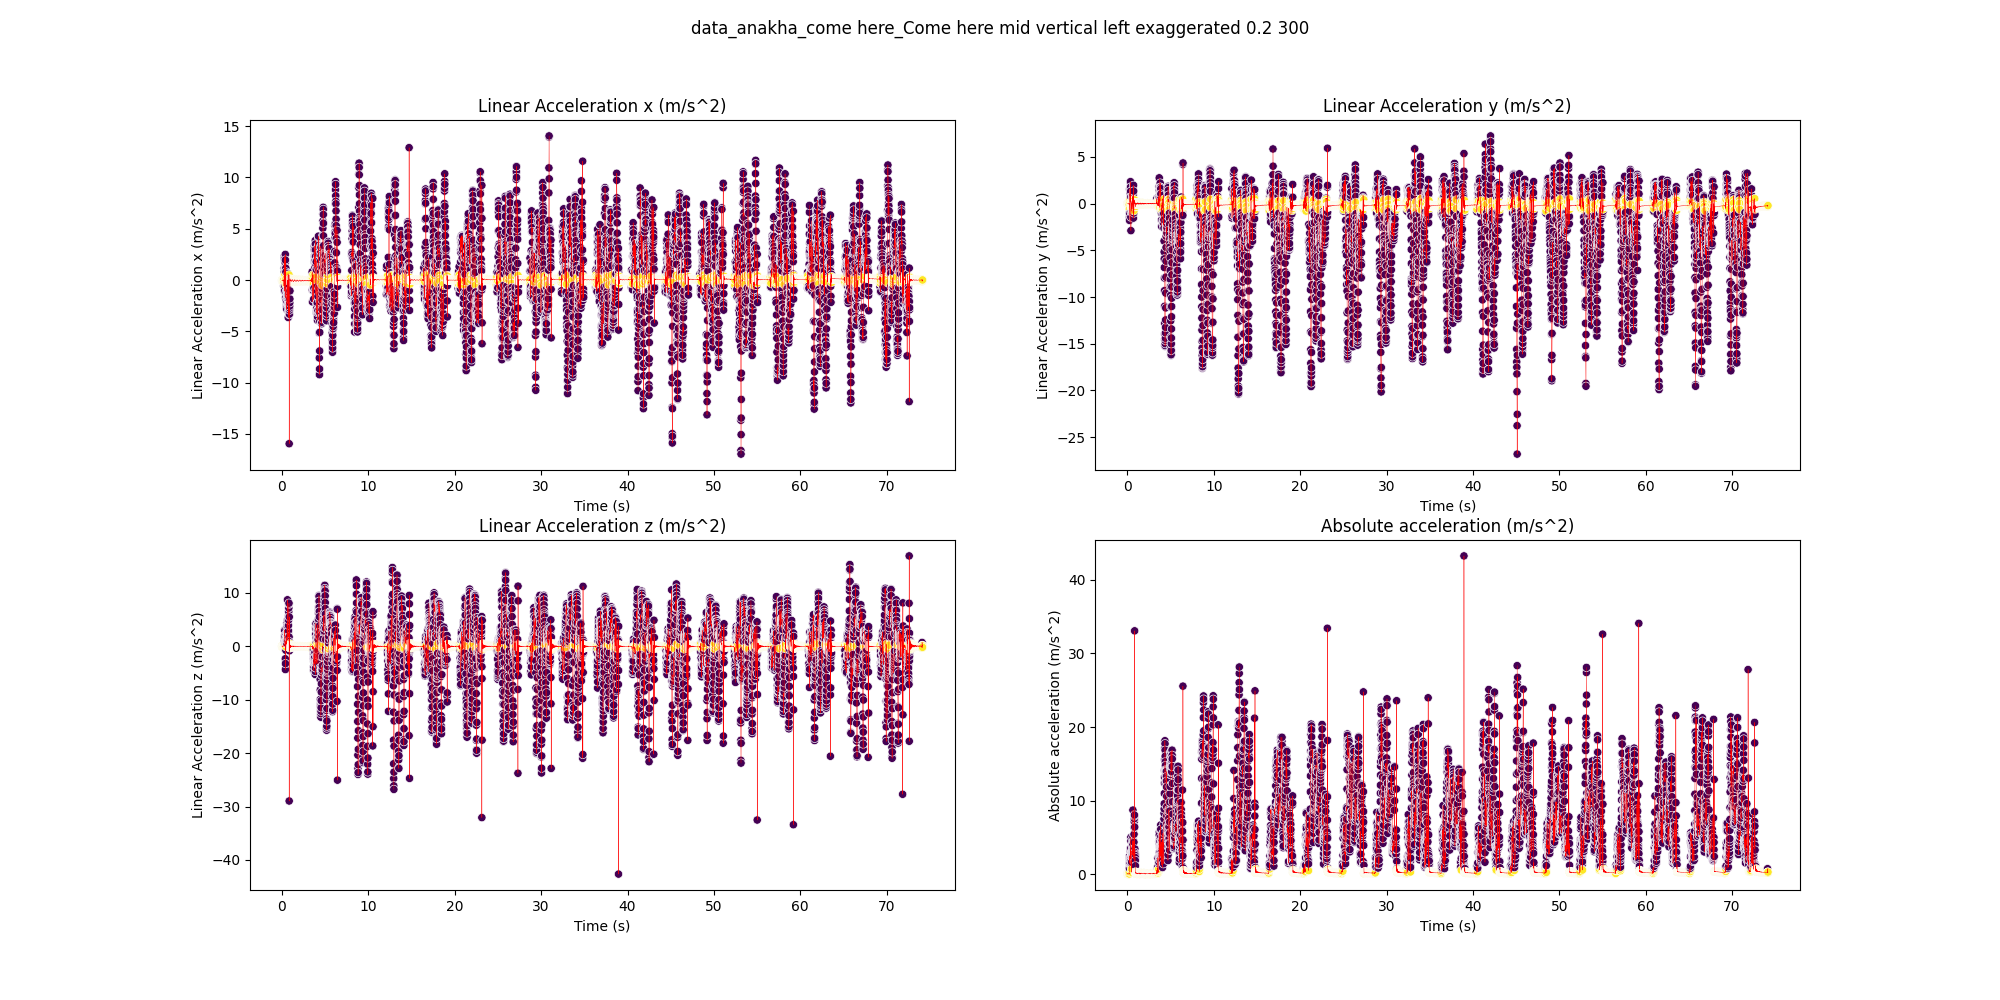 data_anakha_come here_Come here mid vertical left exaggerated 0.2 300
Linear Acceleration x (m/s^2)
Linear Acceleration x (m/s^2)
15
10
5
0
−5
−10
−15
0 10 20 30 40 50 60 70
Time (s)
Linear Acceleration y (m/s^2)
Linear Acceleration y (m/s^2)
5
0
−5
−10
−15
−20
−25
0 10 20 30 40 50 60 70
Time (s)
Linear Acceleration z (m/s^2)
Linear Acceleration z (m/s^2)
10
0
−10
−20
−30
−40
0 10 20 30 40 50 60 70
Time (s)
Absolute acceleration (m/s^2)
Absolute acceleration (m/s^2)
40
30
20
10
0
0 10 20 30 40 50 60 70
Time (s)